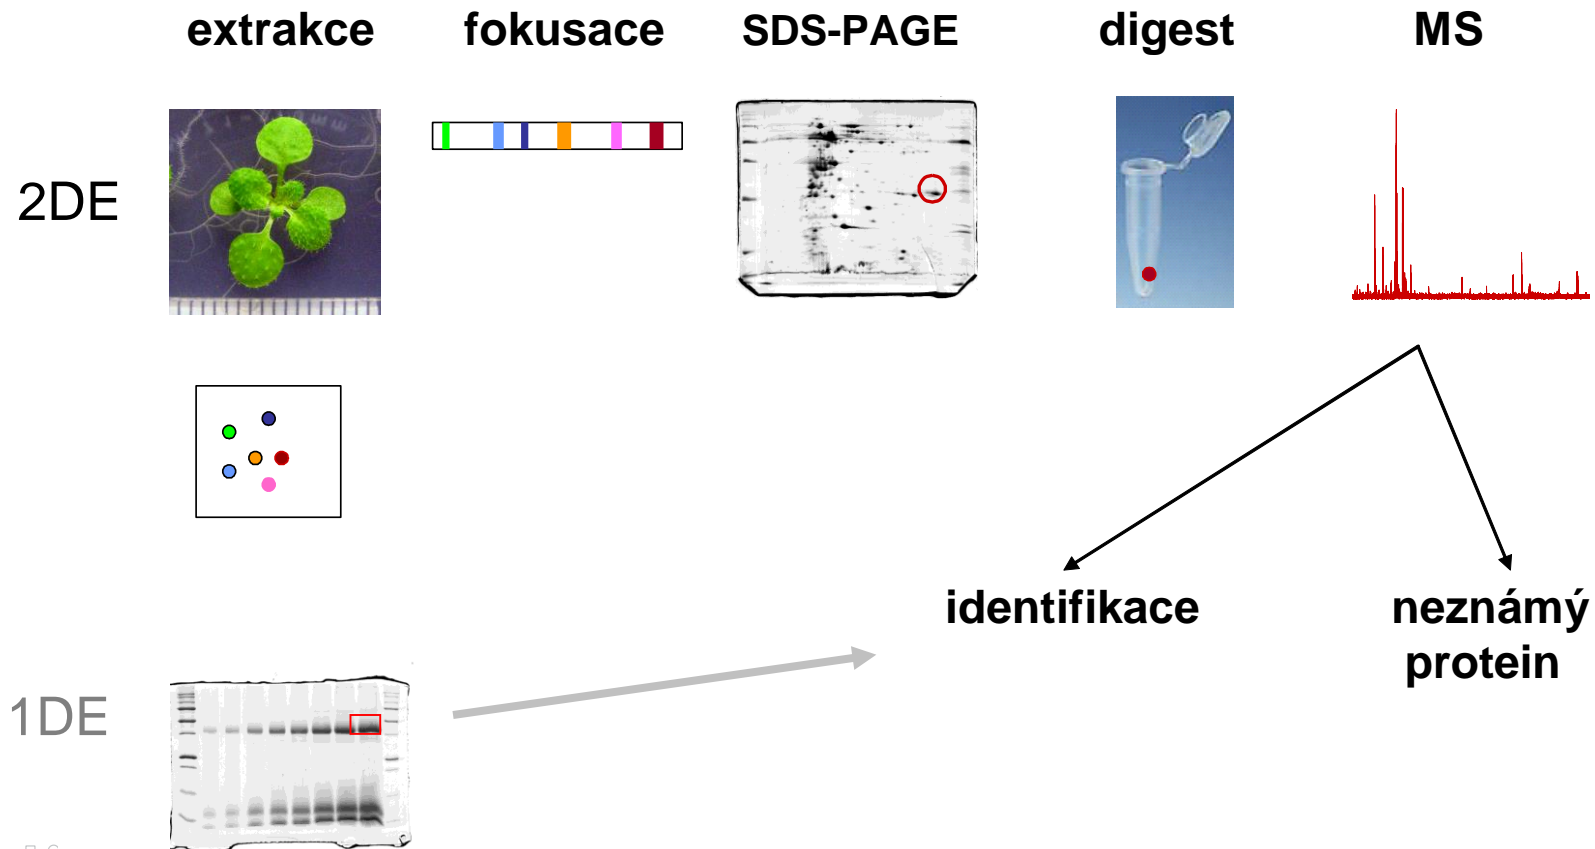 extrakce fokusace SDS-PAGE digest MS
2DE
identifikace neznámý
protein
1DE